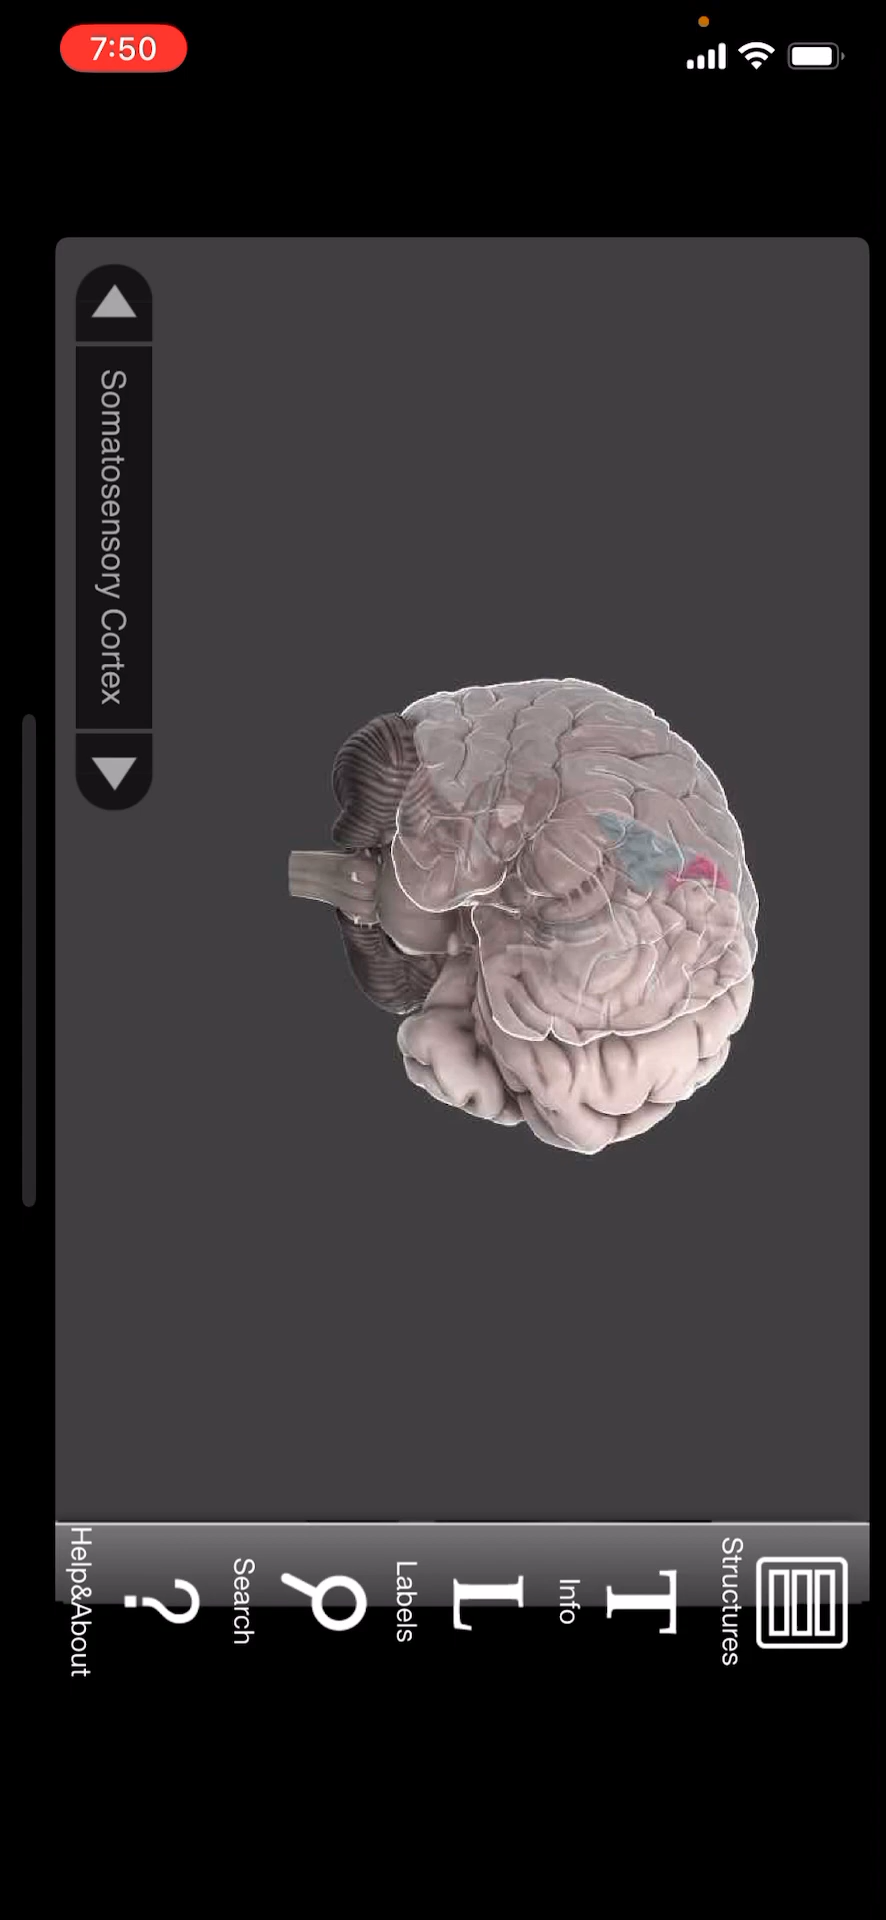 7:50
Somatosensory Cortex
Structures
T
Info
L
Labels
Search
?
Help&About